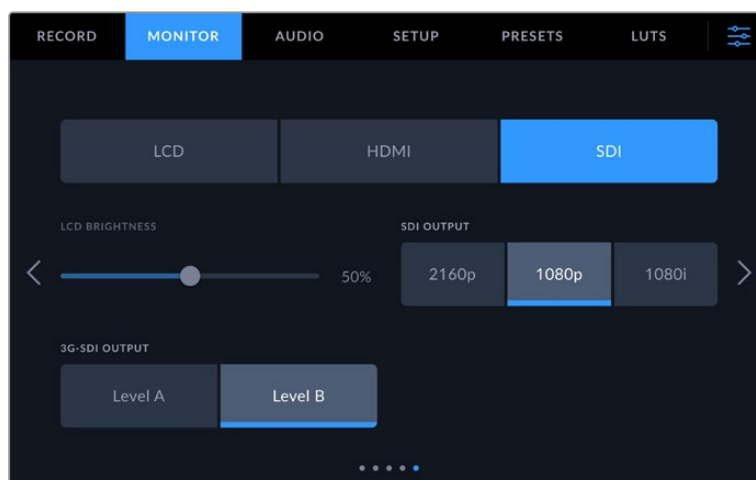 RECORD MONITOR AUDIO SETUP PRESETS LUTS
LCD HDMI SDI
LCD BRIGHTNESS
50%
SDI OUTPUT
2160p 1080p 1080i
3G-SDI OUTPUT
Level A Level B